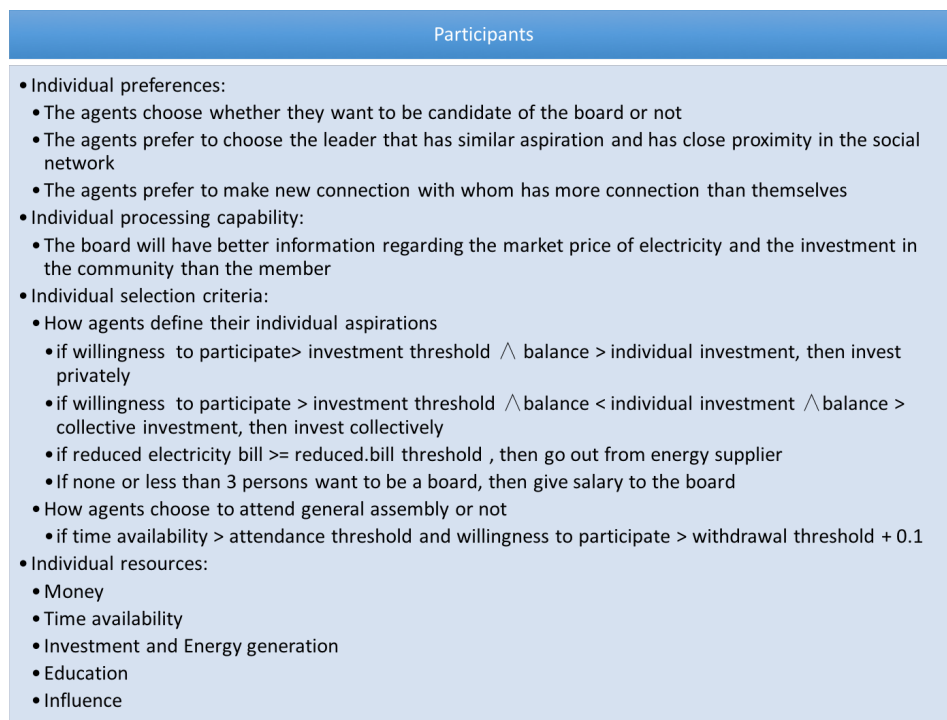 Participants
• Individual preferences:
• The agents choose whether they want to be candidate of the board or not
• The agents prefer to choose the leader that has similar aspiration and has close proximity in the social
network
• The agents prefer to make new connection with whom has more connection than themselves
• Individual processing capability:
• The board will have better information regarding the market price of electricity and the investment in
the community than the member
• Individual selection criteria:
• How agents define their individual aspirations
• if willingness to participate> investment threshold ∧ balance > individual investment, then invest
privately
• if willingness to participate > investment threshold ∧balance < individual investment ∧balance >
collective investment, then invest collectively
• if reduced electricity bill >= reduced.bill threshold , then go out from energy supplier
• If none or less than 3 persons want to be a board, then give salary to the board
• How agents choose to attend general assembly or not
• if time availability > attendance threshold and willingness to participate > withdrawal threshold + 0.1
• Individual resources:
• Money
• Time availability
• Investment and Energy generation
• Education
• Influence